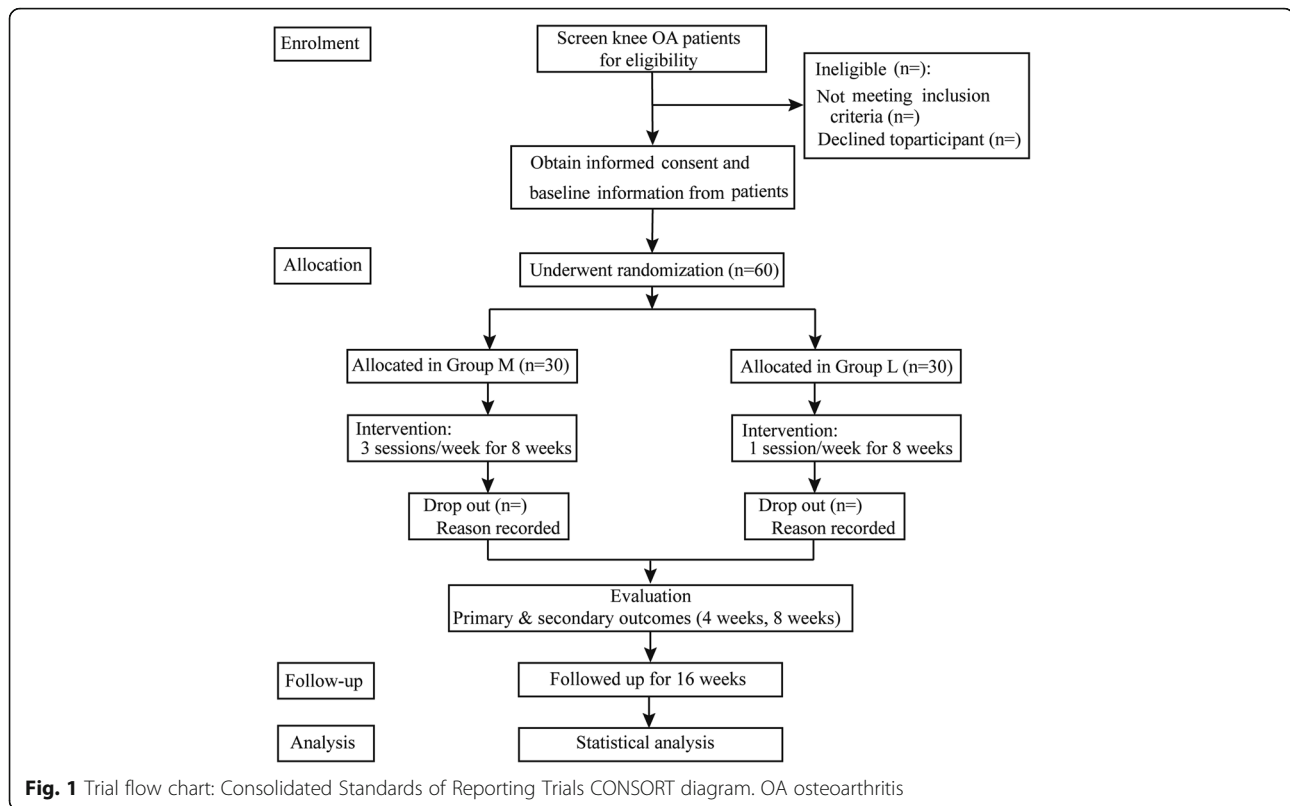 Enrolment
Screen knee OA patients
for eligibility
Ineligible (n=):
Not meeting inclusion
criteria (n=)
Declined toparticipant (n=)
Obtain informed consent and
baseline information from patients
Allocation
Underwent randomization (n=60)
Allocated in Group M (n=30)
Allocated in Group L (n=30)
Intervention:
3 sessions/week for 8 weeks
Intervention:
1 session/week for 8 weeks
Drop out (n=)
Reason recorded
Drop out (n=)
Reason recorded
Evaluation
Primary & secondary outcomes (4 weeks, 8 weeks)
Follow-up
Followed up for 16 weeks
Analysis
Statistical analysis
Fig. 1 Trial flow chart: Consolidated Standards of Reporting Trials CONSORT diagram. OA osteoarthritis